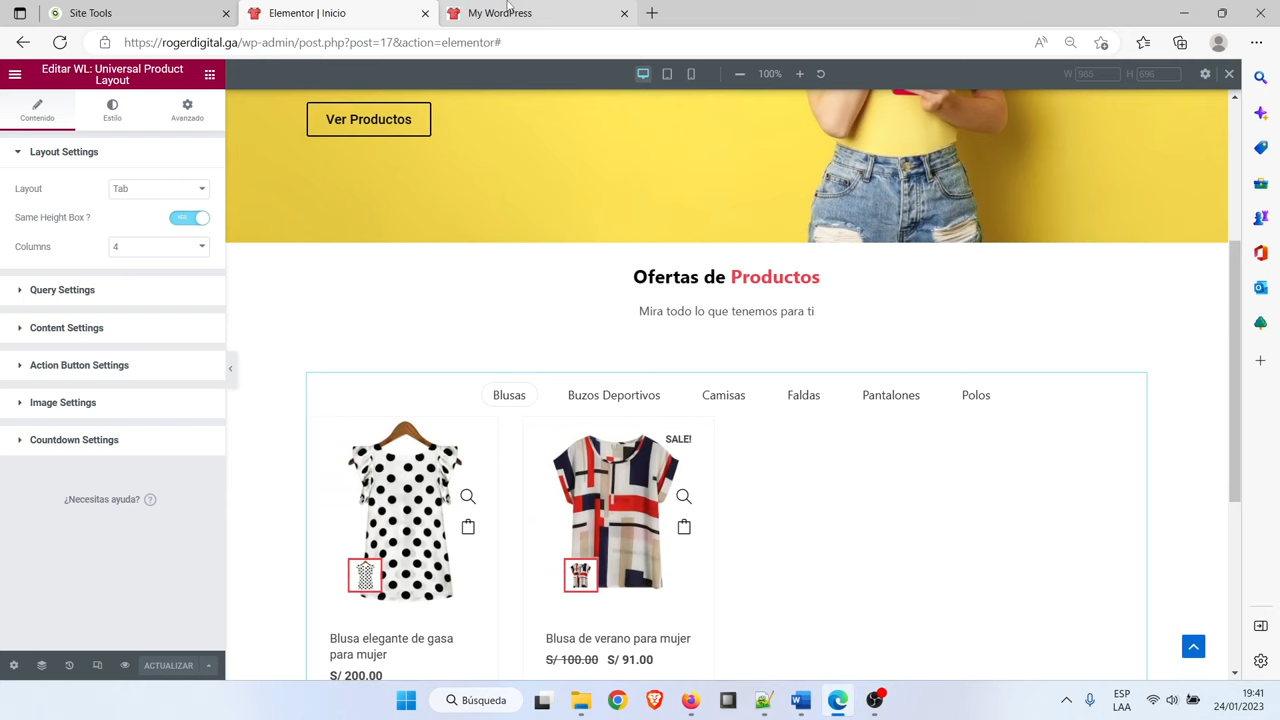 Site Tools
Elementor | Inicio
My WordPress
https://rogerdigital.ga/wp-admin/post.php?post=17&action=elementor#
Editar WL: Universal Product
Layout
100%
W 985 H 696
Contenido
Estilo
Avanzado
Layout Settings
Layout Tab
Same Height Box ? YES
Columns 4
Query Settings
Content Settings
Action Button Settings
Image Settings
Countdown Settings
¿Necesitas ayuda? ?
ACTUALIZAR
Ver Productos
Ofertas de Productos
Mira todo lo que tenemos para ti
Blusas Buzos Deportivos Camisas Faldas Pantalones Polos
SALE!
Blusa elegante de gasa
para mujer
S/ 200.00
Blusa de verano para mujer
S/ 100.00 S/ 91.00
Búsqueda
ESP
LAA
19:41
24/01/2023